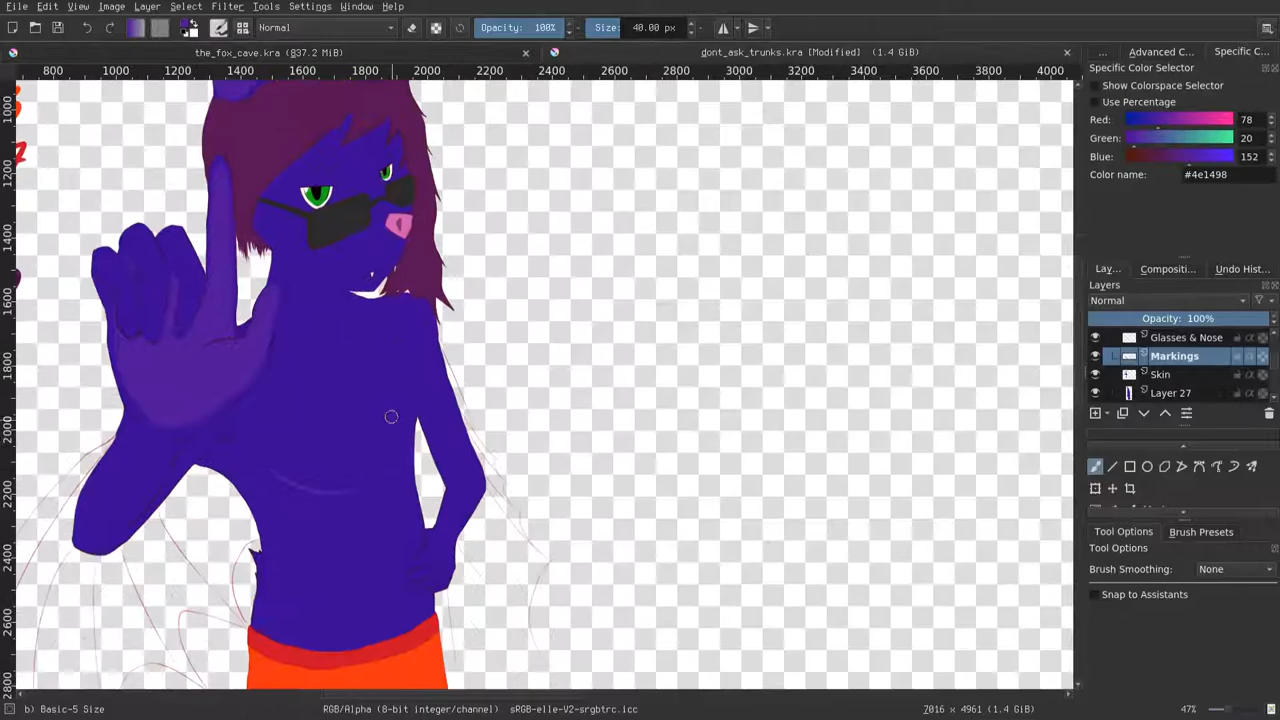 File Edit View Image Layer Select Filter Tools Settings Window Help
Normal Opacity: 100% Size: 40.00 px
the_fox_cave.kra (837.2 MiB) dont_ask_trunks.kra [Modified] (1.4 GiB) ... Advanced C... Specific C...
800 1000 1200 1400 1600 1800 2000 2200 2400 2600 2800 3000 3200 3400 3600 3800 4000
Specific Color Selector
Show Colorspace Selector
Use Percentage
Red: 78
Green: 20
Blue: 152
Color name: #4e1498
Lay... Compositi... Undo Hist...
Layers
Normal
Opacity: 100%
Glasses & Nose
Markings
Skin
Layer 27
1000
1200
1400
1600
1800
2000
2200
2400
2600
2800
Tool Options Brush Presets
Tool Options
Brush Smoothing: None
Snap to Assistants
b) Basic-5 Size RGB/Alpha (8-bit integer/channel) sRGB-elle-V2-srgbtrc.icc 7016 x 4961 (1.4 GiB) 47%